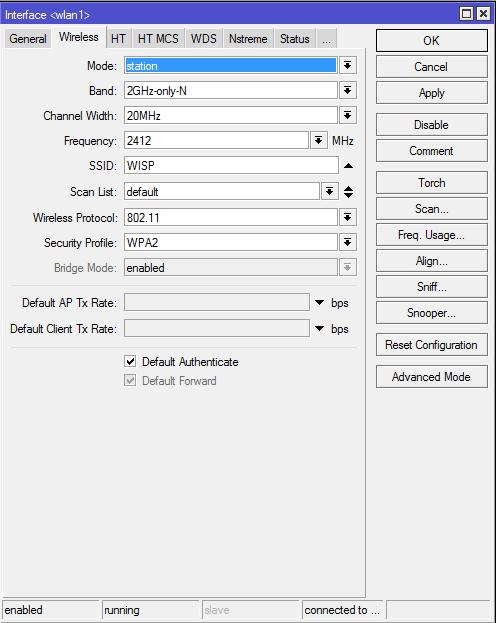 Interface <wlan1>
General Wireless HT HT MCS WDS Nstreme Status ...
Mode: station
Band: 2GHz-only-N
Channel Width: 20MHz
Frequency: 2412 MHz
SSID: WISP
Scan List: default
Wireless Protocol: 802.11
Security Profile: WPA2
Bridge Mode: enabled
Default AP Tx Rate: bps
Default Client Tx Rate: bps
Default Authenticate
Default Forward
OK
Cancel
Apply
Disable
Comment
Torch
Scan...
Freq. Usage...
Align...
Sniff...
Snooper...
Reset Configuration
Advanced Mode
enabled running slave connected to ...